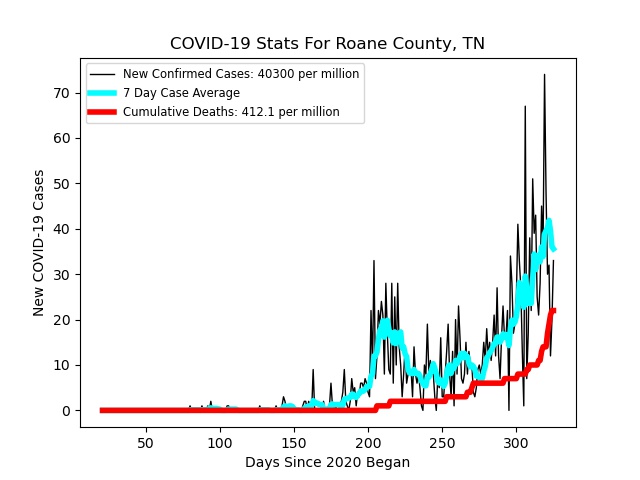 COVID-19 Stats For Roane County, TN
New Confirmed Cases: 40300 per million
7 Day Case Average
Cumulative Deaths: 412.1 per million
New COVID-19 Cases
70
60
50
40
30
20
10
0
50 100 150 200 250 300
Days Since 2020 Began